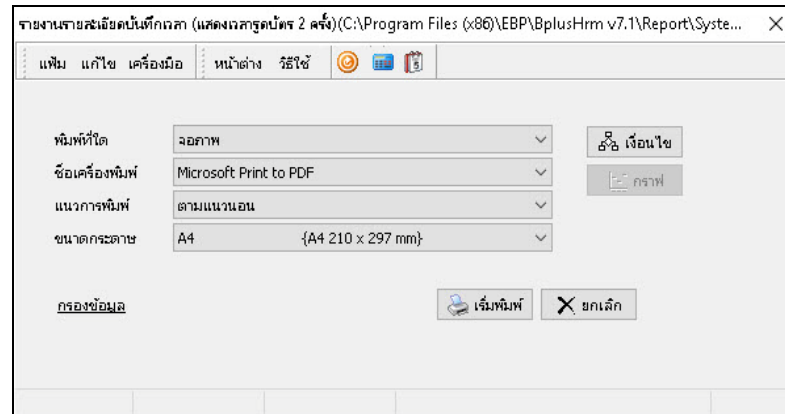 รายงานรายละเอียดบันทึกเวลา (แสดงเวลารูดบัตร 2 ครั้ง)(C:\Program Files (x86)\EBP\BplusHrm v7.1\Report\Syste...
แฟ้ม แก้ไข เครื่องมือ หน้าต่าง วิธีใช้
พิมพ์ที่ใด จอภาพ เงื่อนไข
ชื่อเครื่องพิมพ์ Microsoft Print to PDF กราฟ
แนวการพิมพ์ ตามแนวนอน
ขนาดกระดาษ A4 {A4 210 x 297 mm}
กรองข้อมูล เริ่มพิมพ์ ยกเลิก